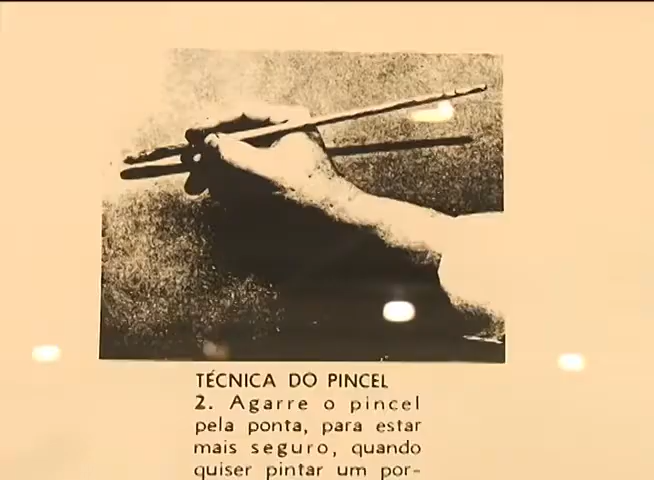 TÉCNICA DO PINCEL
2. Agarre o pincel
pela ponta, para estar
mais seguro, quando
quiser pintar um por-